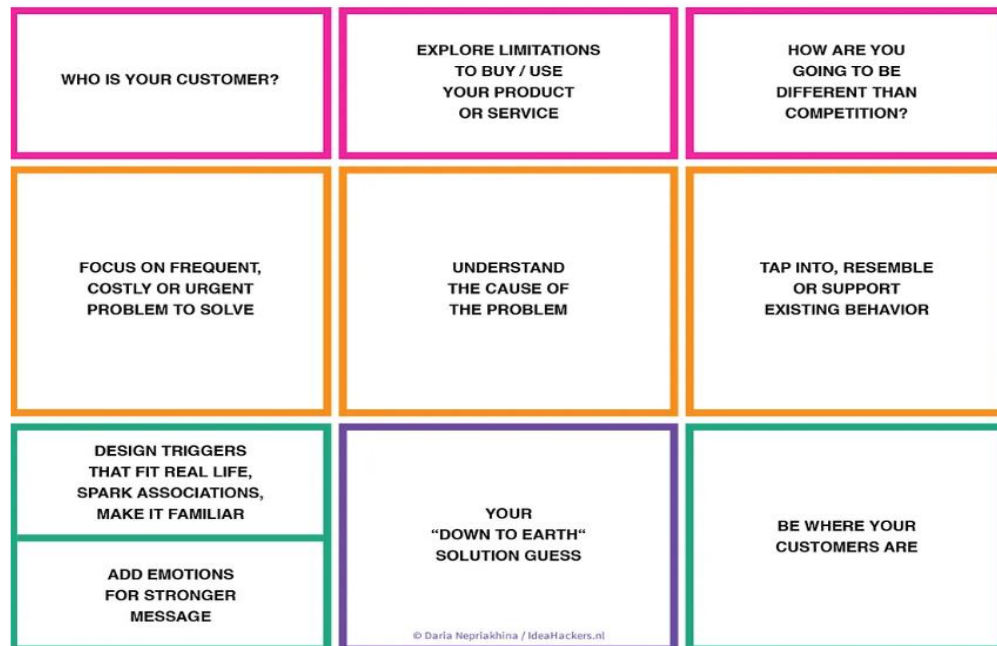 WHO IS YOUR CUSTOMER?
EXPLORE LIMITATIONS
TO BUY / USE
YOUR PRODUCT
OR SERVICE
HOW ARE YOU
GOING TO BE
DIFFERENT THAN
COMPETITION?
FOCUS ON FREQUENT,
COSTLY OR URGENT
PROBLEM TO SOLVE
UNDERSTAND
THE CAUSE OF
THE PROBLEM
TAP INTO, RESEMBLE
OR SUPPORT
EXISTING BEHAVIOR
DESIGN TRIGGERS
THAT FIT REAL LIFE,
SPARK ASSOCIATIONS,
MAKE IT FAMILIAR
ADD EMOTIONS
FOR STRONGER
MESSAGE
YOUR
“DOWN TO EARTH“
SOLUTION GUESS
© Daria Nepriakhina / IdeaHackers.nl
BE WHERE YOUR
CUSTOMERS ARE